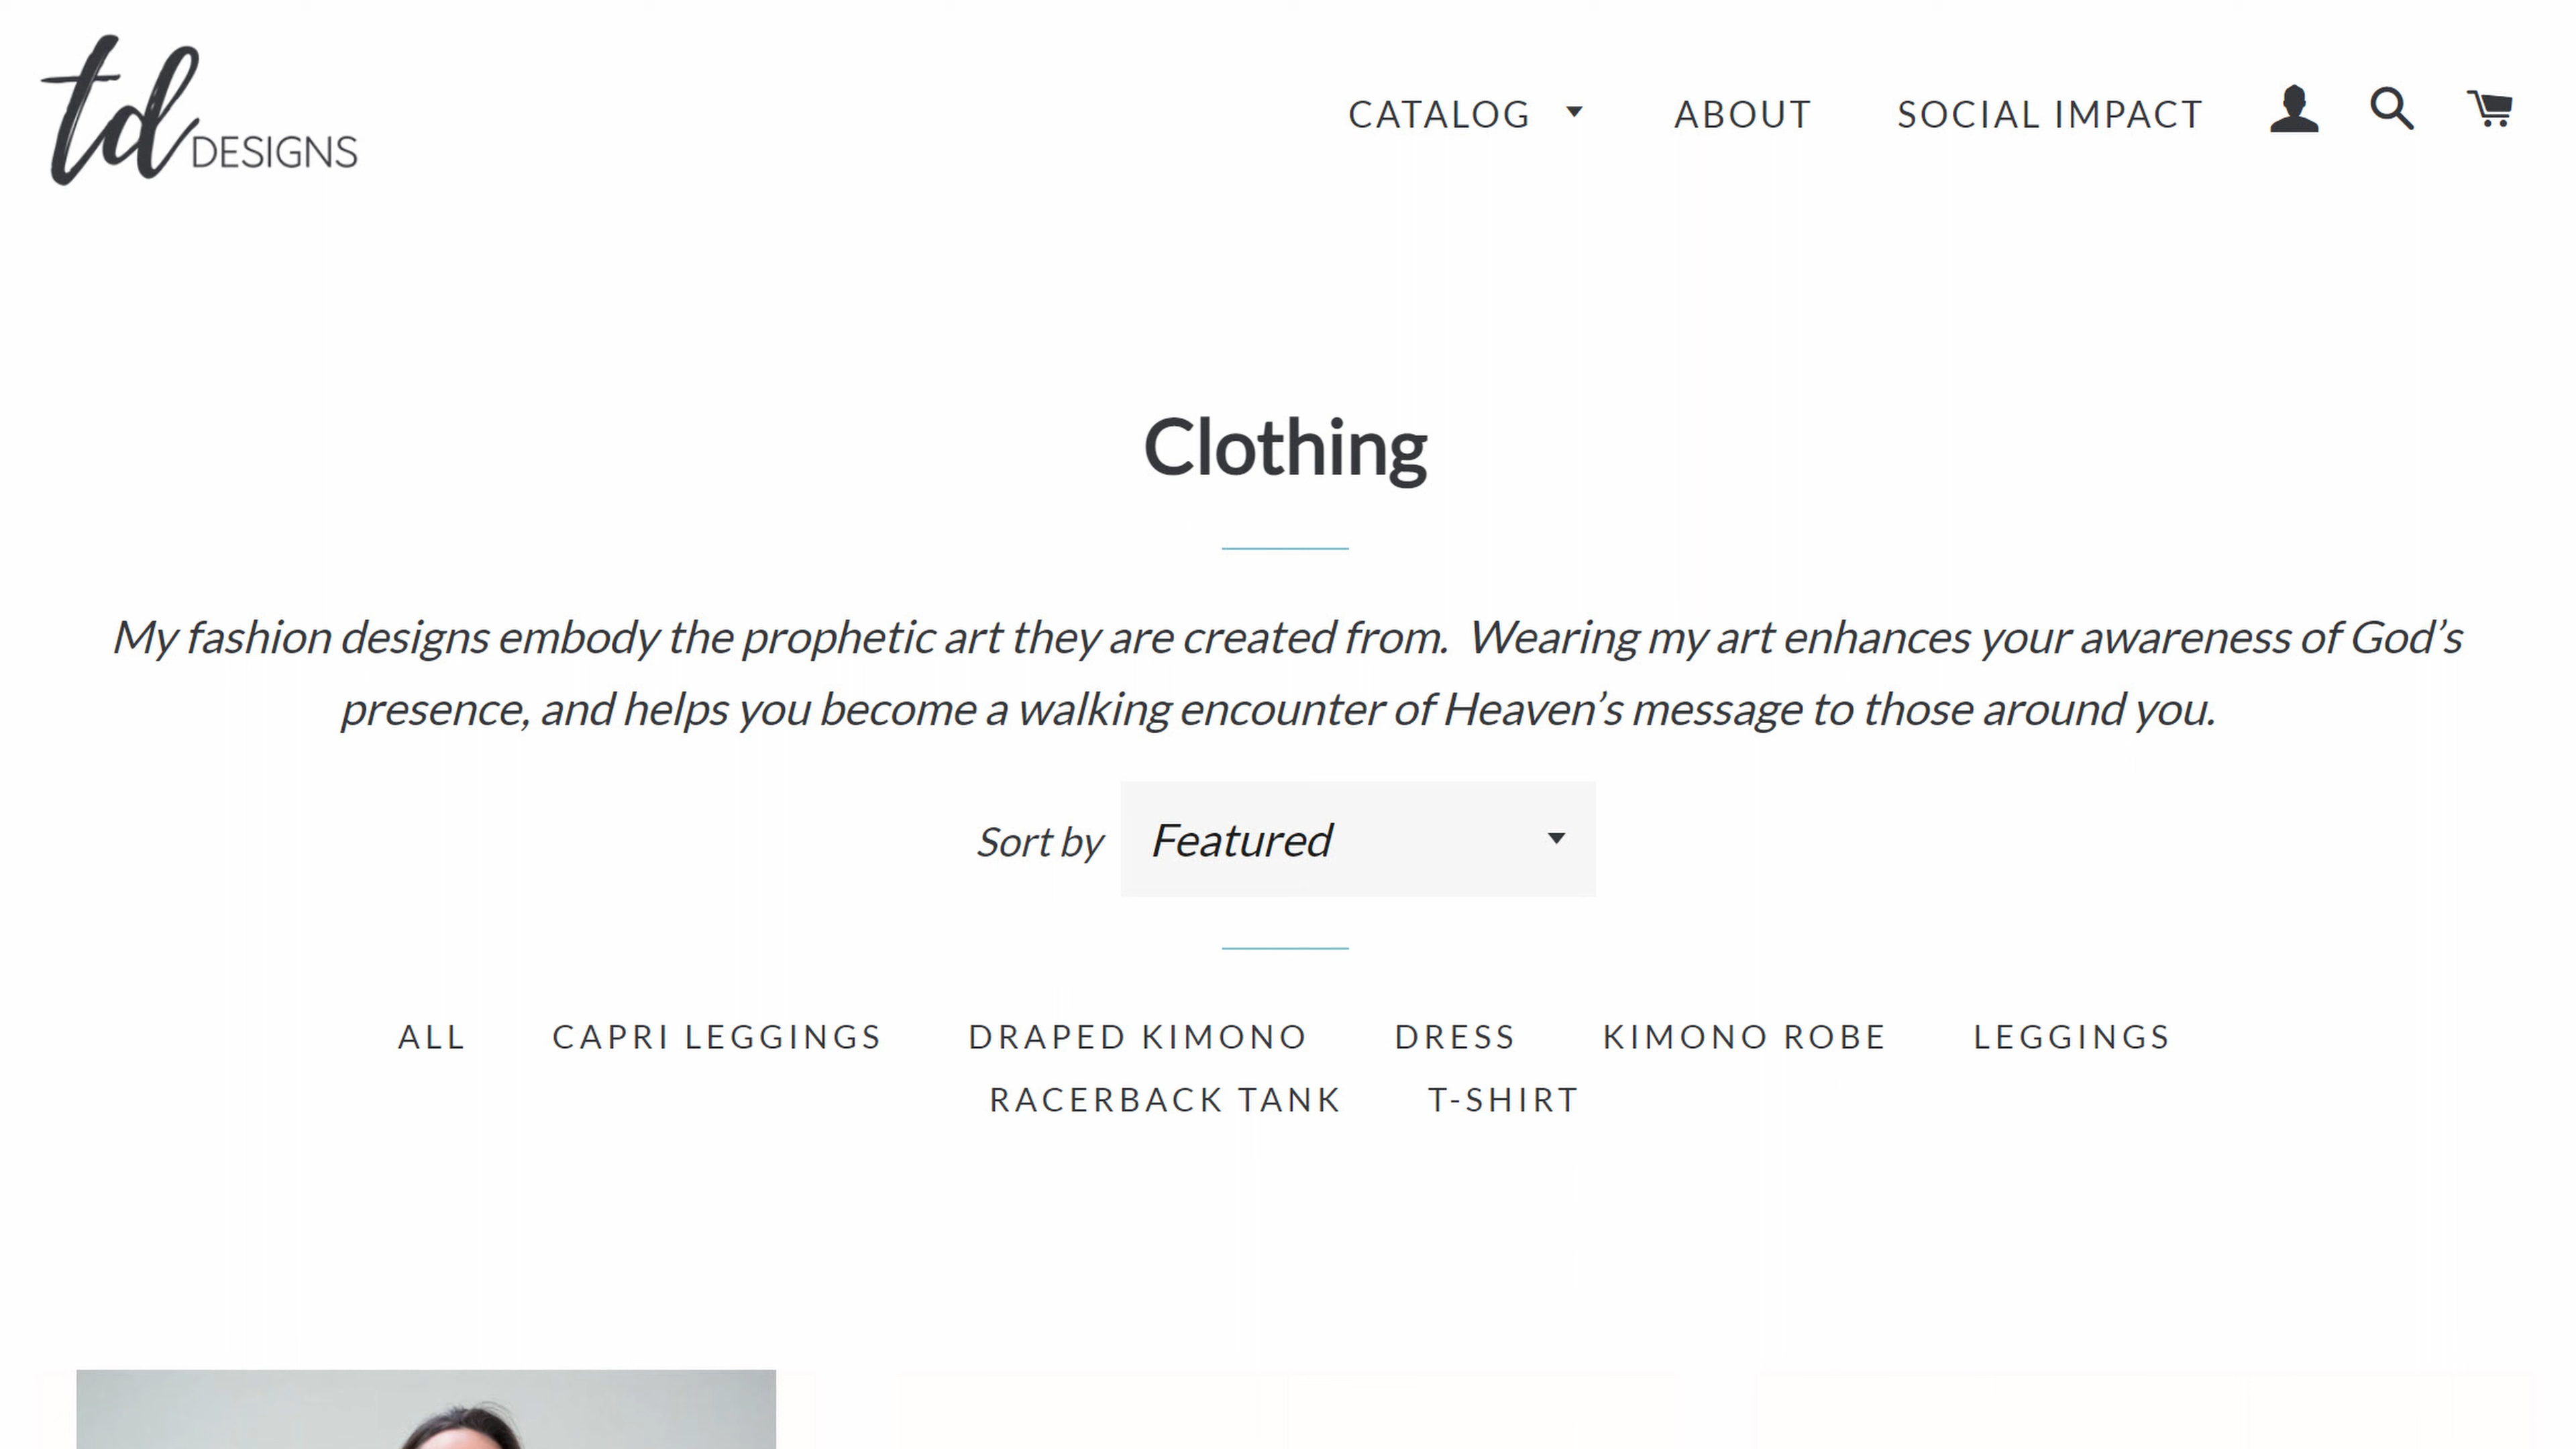 td DESIGNS
CATALOG ABOUT SOCIAL IMPACT
Clothing
My fashion designs embody the prophetic art they are created from.  Wearing my art enhances your awareness of God’s
presence, and helps you become a walking encounter of Heaven’s message to those around you.
Sort by Featured
ALL CAPRI LEGGINGS DRAPED KIMONO DRESS KIMONO ROBE LEGGINGS
RACERBACK TANK T-SHIRT